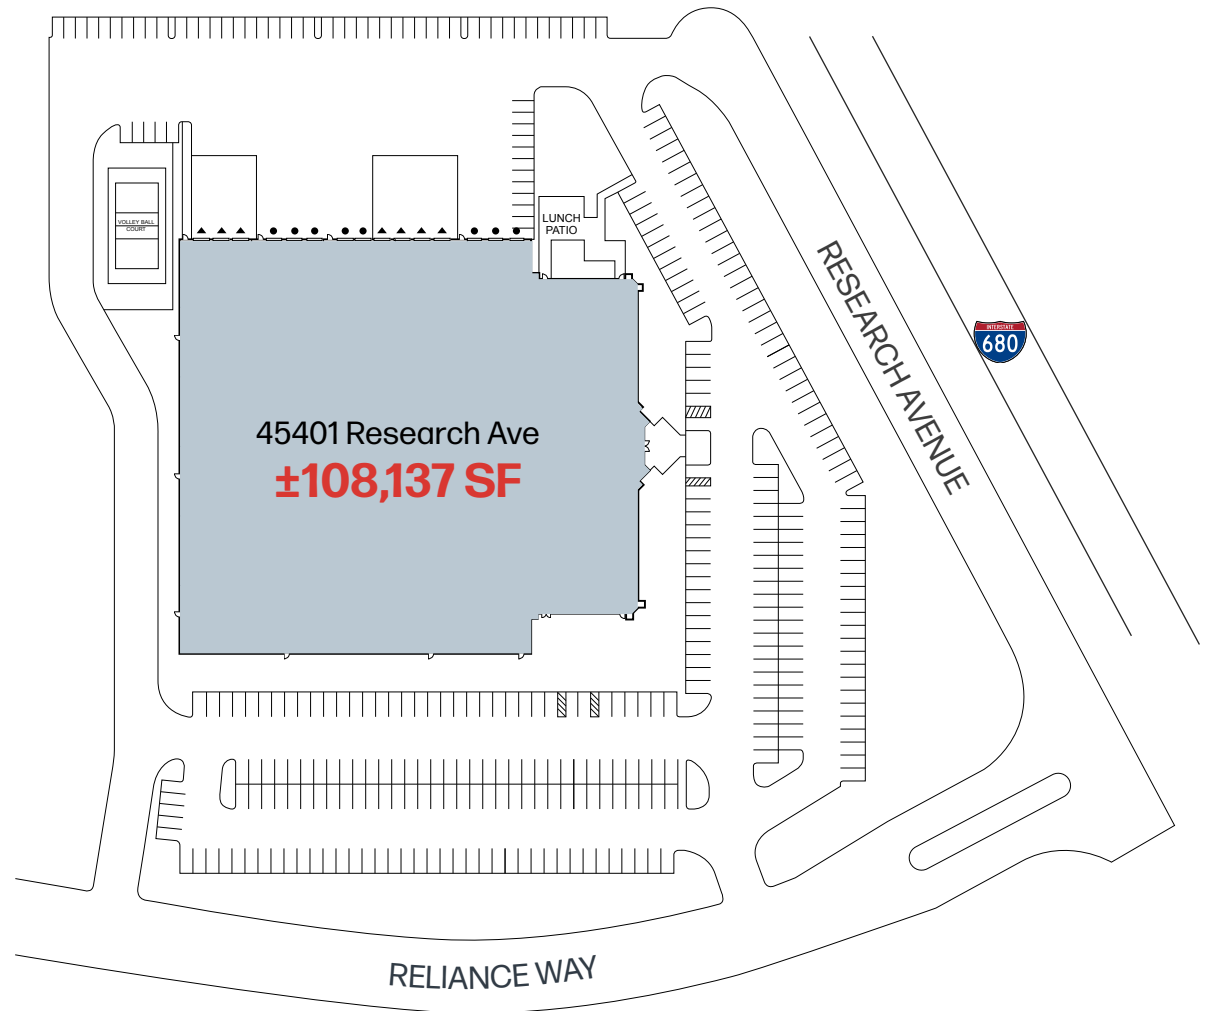 VOLLEY BALL
COURT
LUNCH
PATIO
RESEARCH AVENUE
INTERSTATE
680
45401 Research Ave
±108,137 SF
RELIANCE WAY